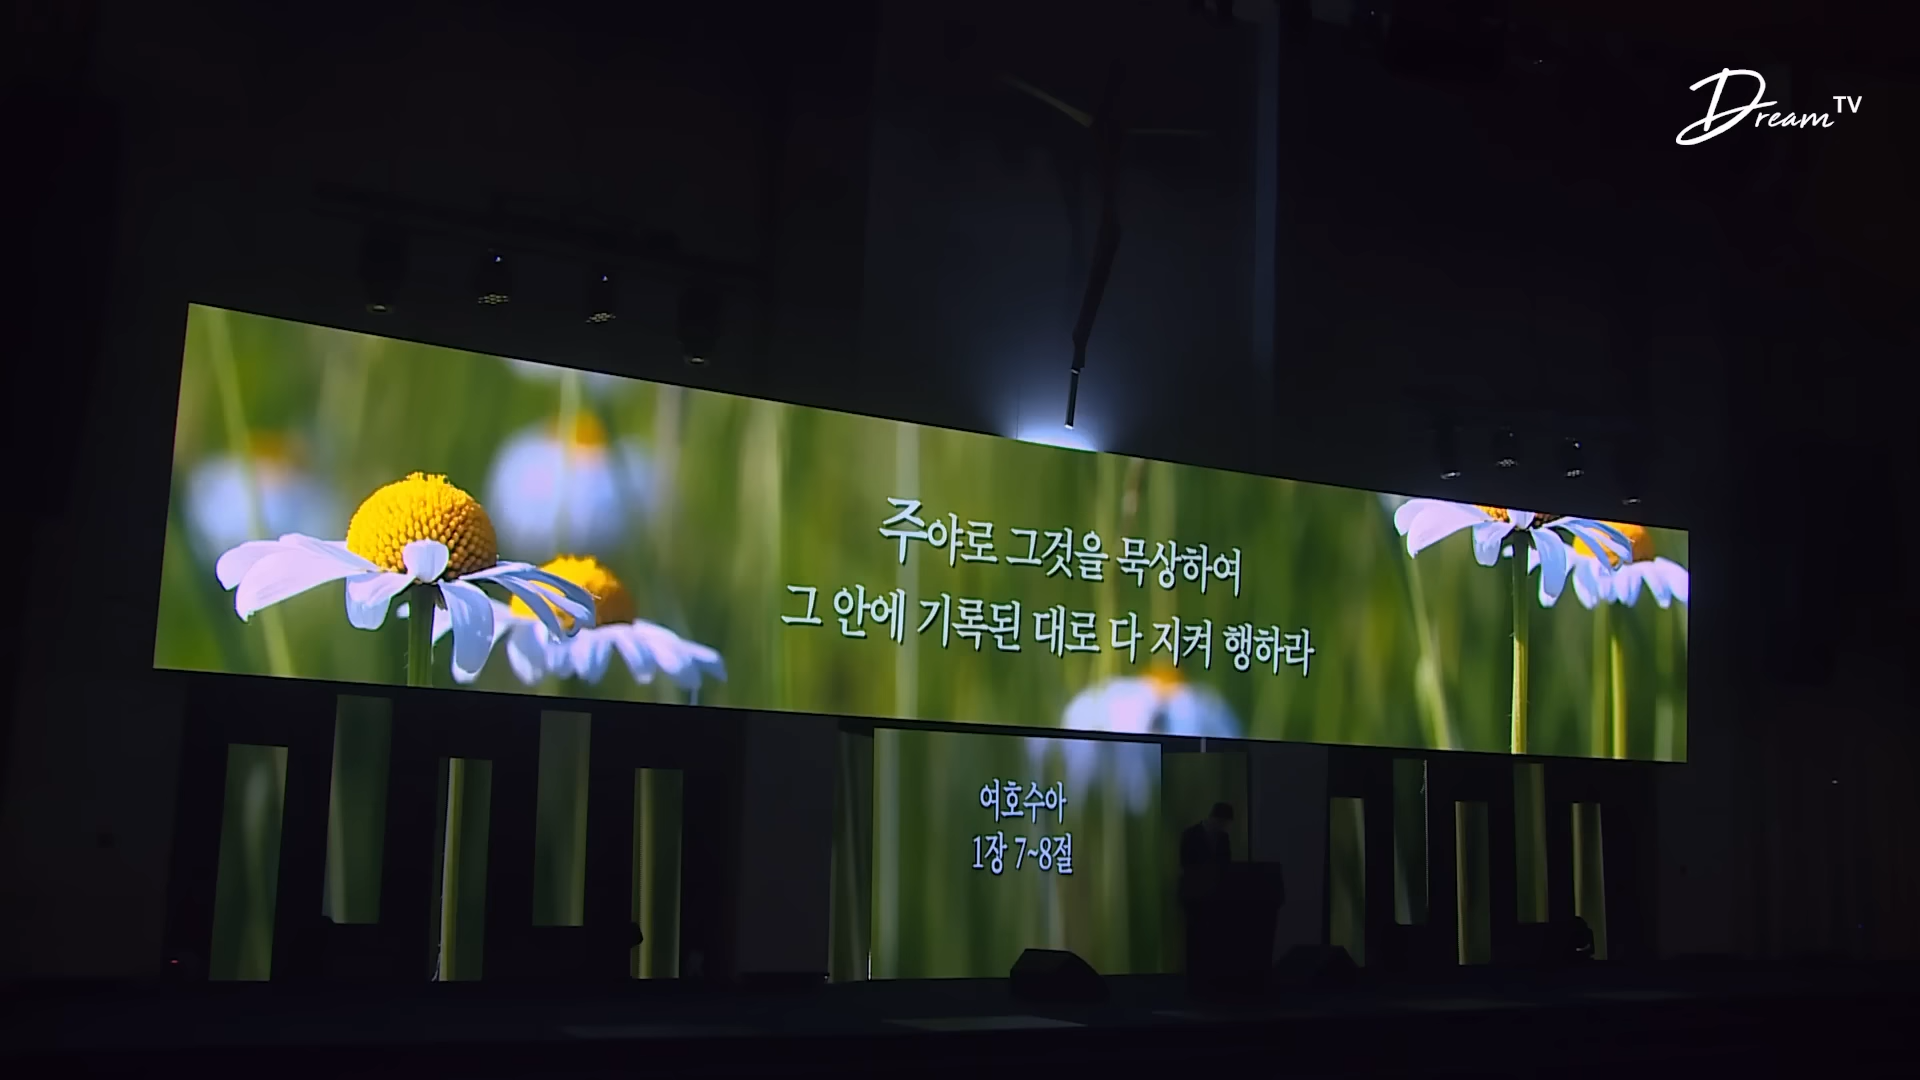 Dream TV
주야로 그것을 묵상하여
그 안에 기록된 대로 다 지켜 행하라
여호수아
1장 7~8절